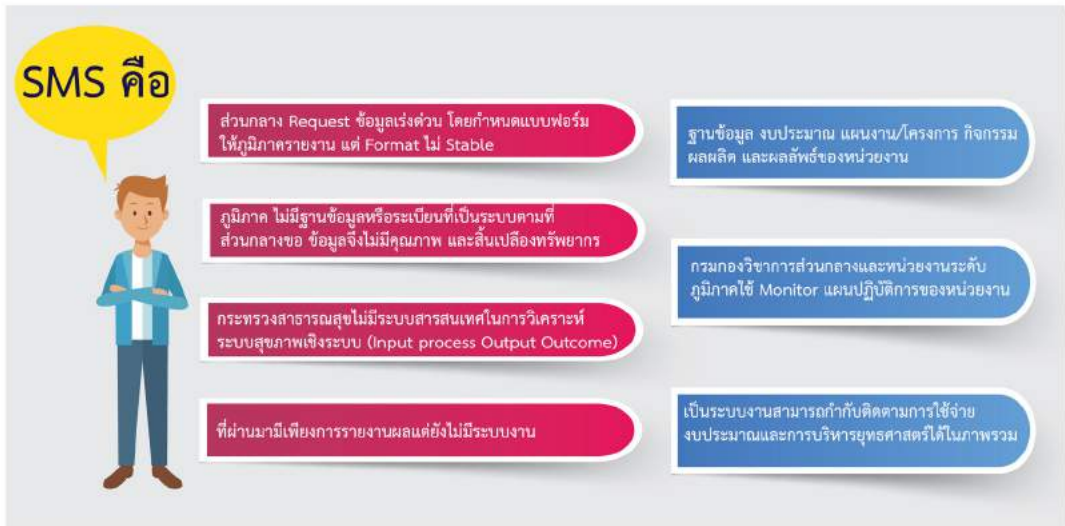 SMS คือ
ส่วนกลาง Request ข้อมูลเร่งด่วน โดยกำหนดแบบฟอร์ม
ให้ภูมิภาครายงาน แต่ Format ไม่ Stable
ภูมิภาค ไม่มีฐานข้อมูลหรือระเบียนที่เป็นระบบตามที่
ส่วนกลางขอ ข้อมูลจึงไม่มีคุณภาพ และสิ้นเปลืองทรัพยากร
กระทรวงสาธารณสุขไม่มีระบบสารสนเทศในการวิเคราะห์
ระบบสุขภาพเชิงระบบ (Input process Output Outcome)
ที่ผ่านมามีเพียงการรายงานผลแต่ยังไม่มีระบบงาน
ฐานข้อมูล งบประมาณ แผนงาน/โครงการ กิจกรรม
ผลผลิต และผลลัพธ์ของหน่วยงาน
กรมกองวิชาการส่วนกลางและหน่วยงานระดับ
ภูมิภาคใช้ Monitor แผนปฏิบัติการของหน่วยงาน
เป็นระบบงานสามารถกำกับติดตามการใช้จ่าย
งบประมาณและการบริหารยุทธศาสตร์ได้ในภาพรวม